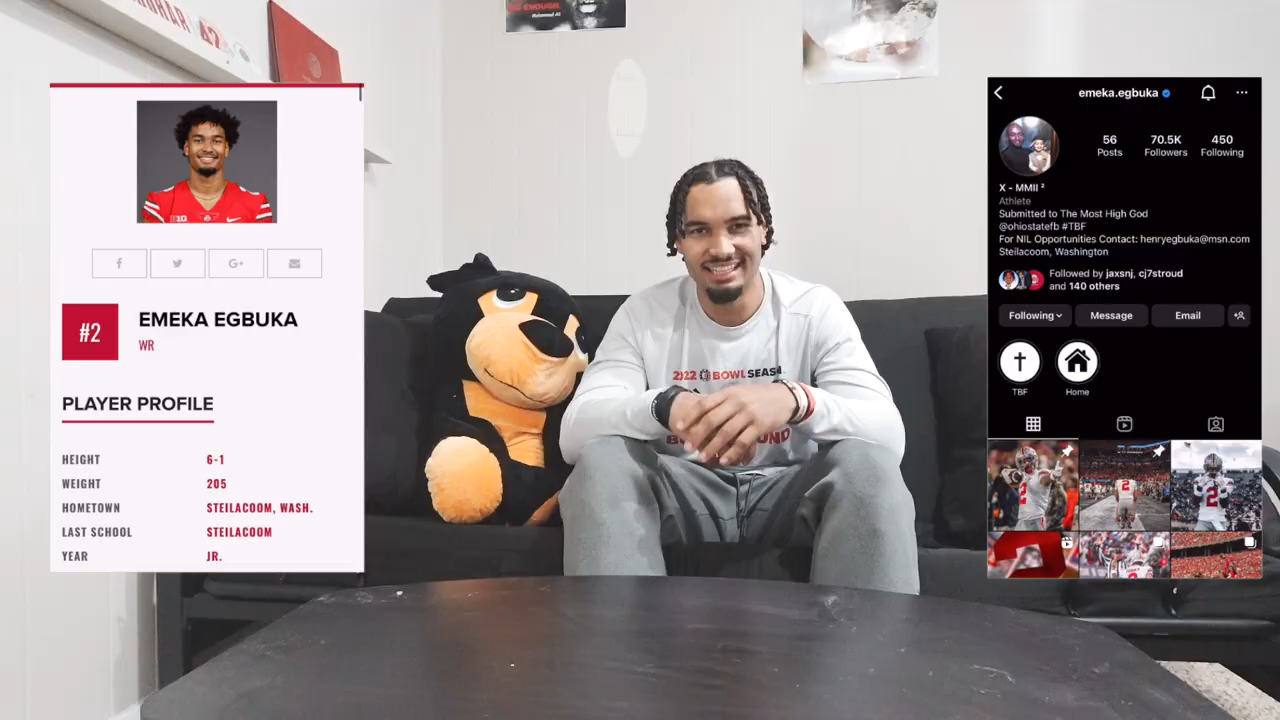 EMEKA EGBUKA
#2
WR
PLAYER PROFILE
HEIGHT 6-1
WEIGHT 205
HOMETOWN STEILACOOM, WASH.
LAST SCHOOL STEILACOOM
YEAR JR.
2022 BOWL SEASON
emeka.egbuka
56 70.5K 450
Posts Followers Following
X - MMII ²
Athlete
Submitted to The Most High God
@ohiostatefb #TBF
For NIL Opportunities Contact: henryegbuka@msn.com
Steilacoom, Washington
Followed by jaxsnj, cj7stroud
and 140 others
Following Message Email
TBF Home